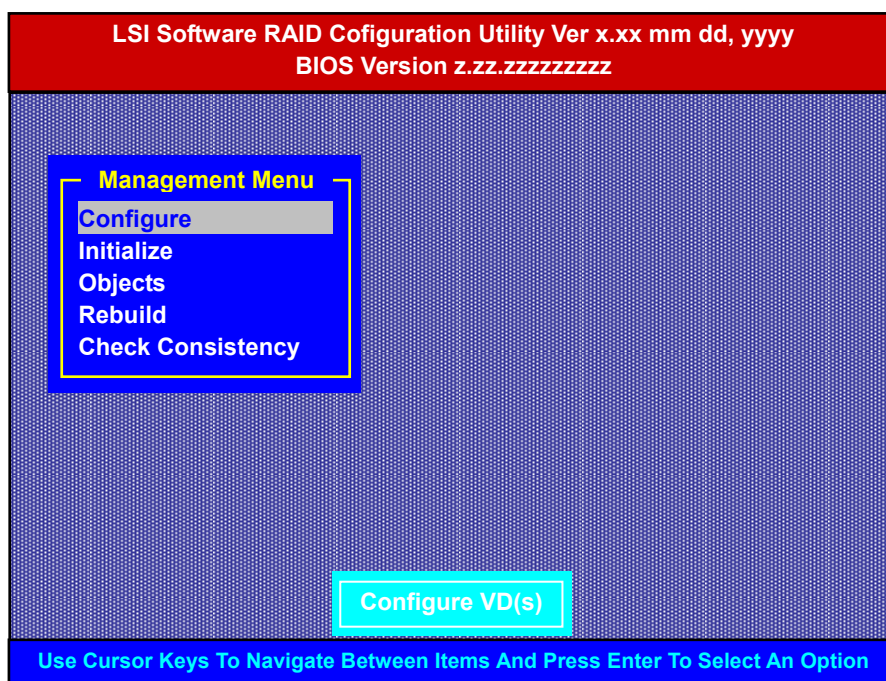 LSI Software RAID Cofiguration Utility Ver x.xx mm dd, yyyy
BIOS Version z.zz.zzzzzzzzz
Management Menu
Configure
Initialize
Objects
Rebuild
Check Consistency
Configure VD(s)
Use Cursor Keys To Navigate Between Items And Press Enter To Select An Option